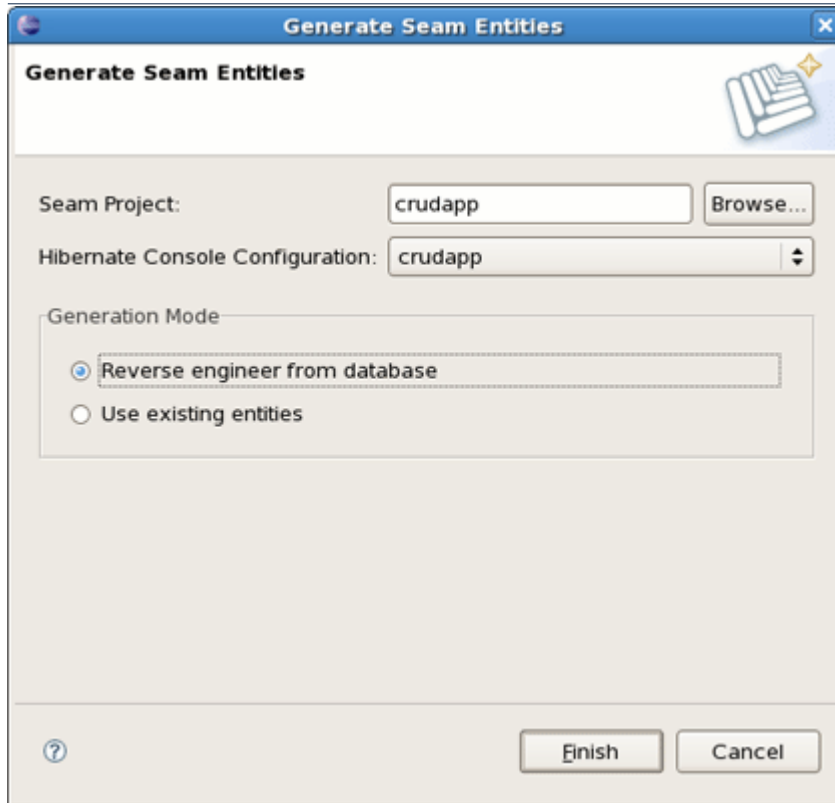 Generate Seam Entities
Generate Seam Entities
Seam Project: crudapp Browse...
Hibernate Console Configuration: crudapp
Generation Mode
Reverse engineer from database
Use existing entities
? Finish Cancel